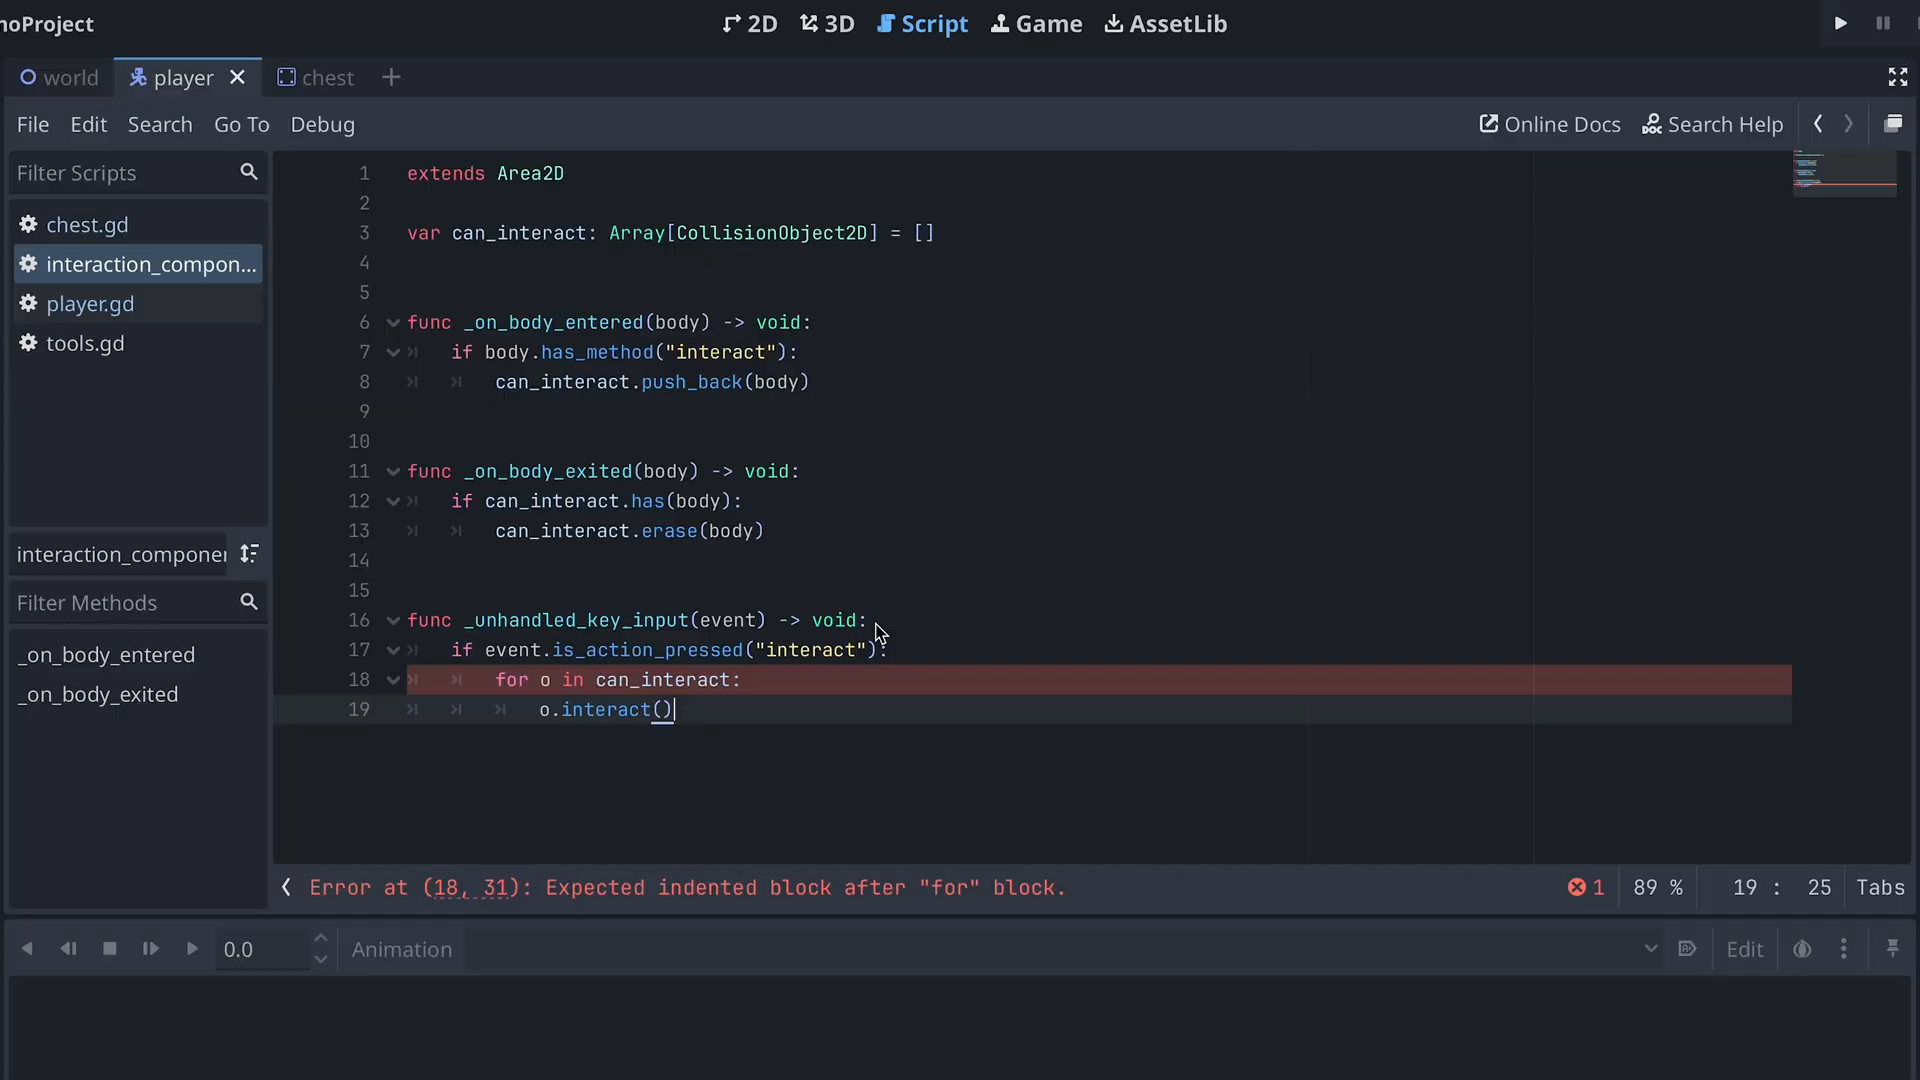 noProject
2D 3D Script Game AssetLib
world player chest
File Edit Search Go To Debug Online Docs Search Help
Filter Scripts
chest.gd
interaction_compon...
player.gd
tools.gd
interaction_componer
Filter Methods
_on_body_entered
_on_body_exited
1 extends Area2D
2
3 var can_interact: Array[CollisionObject2D] = []
4
5
6 func _on_body_entered(body) -> void:
7 if body.has_method("interact"):
8 can_interact.push_back(body)
9
10
11 func _on_body_exited(body) -> void:
12 if can_interact.has(body):
13 can_interact.erase(body)
14
15
16 func _unhandled_key_input(event) -> void:
17 if event.is_action_pressed("interact"):
18 for o in can_interact:
19 o.interact()
Error at (18, 31): Expected indented block after "for" block. 1 89 % 19 : 25 Tabs
0.0 Animation Edit